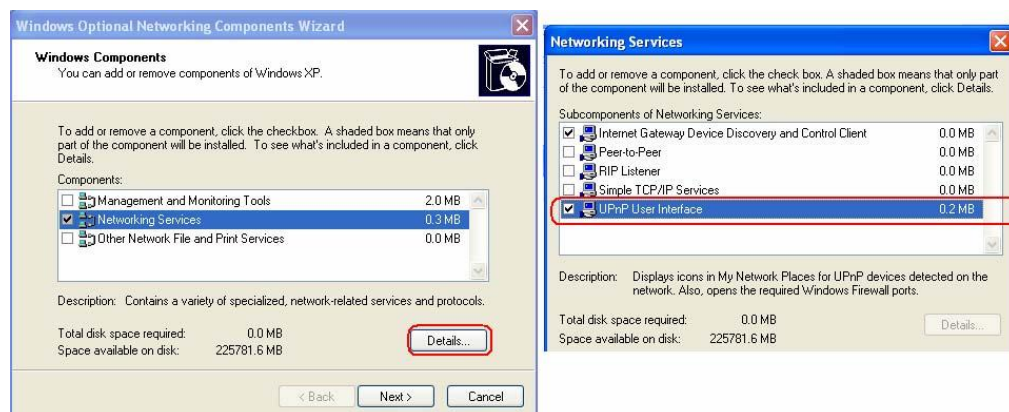 Windows Optional Networking Components Wizard
Windows Components
You can add or remove components of Windows XP.
To add or remove a component, click the checkbox. A shaded box means that only
part of the component will be installed. To see what's included in a component, click
Details.
Components:
Management and Monitoring Tools 2.0 MB
Networking Services 0.3 MB
Other Network File and Print Services 0.0 MB
Description: Contains a variety of specialized, network-related services and protocols.
Total disk space required: 0.0 MB
Space available on disk: 225781.6 MB
Details...
< Back Next > Cancel
Networking Services
To add or remove a component, click the check box. A shaded box means that only part
of the component will be installed. To see what's included in a component, click Details.
Subcomponents of Networking Services:
Internet Gateway Device Discovery and Control Client 0.0 MB
Peer-to-Peer 0.0 MB
RIP Listener 0.0 MB
Simple TCP/IP Services 0.0 MB
UPnP User Interface 0.2 MB
Description: Displays icons in My Network Places for UPnP devices detected on the
network. Also, opens the required Windows Firewall ports.
Total disk space required: 0.0 MB
Space available on disk: 225781.6 MB
Details...